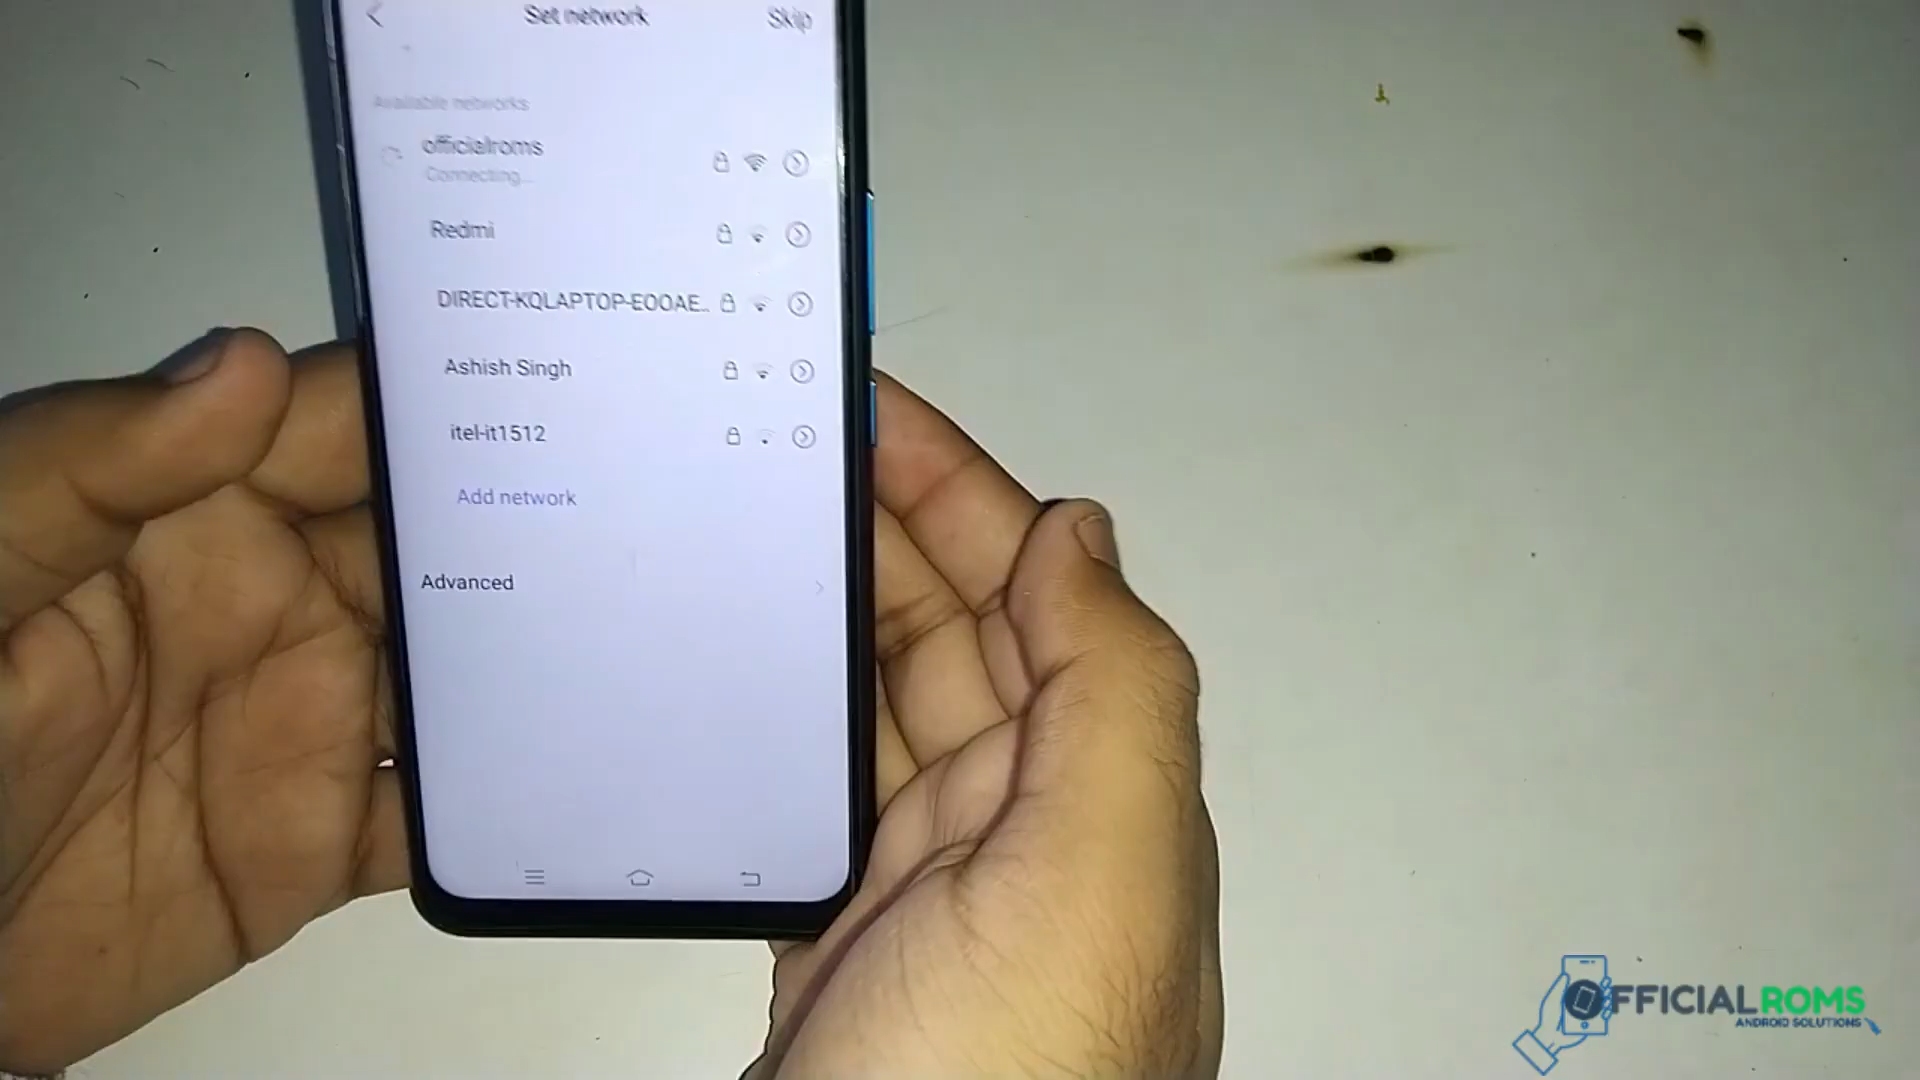 Set network
Skip
Available networks
officialroms
Connecting...
Redmi
DIRECT-KQLAPTOP-EOOAE..
Ashish Singh
itel-it1512
Add network
Advanced
OFFICIALROMS
ANDROID SOLUTIONS